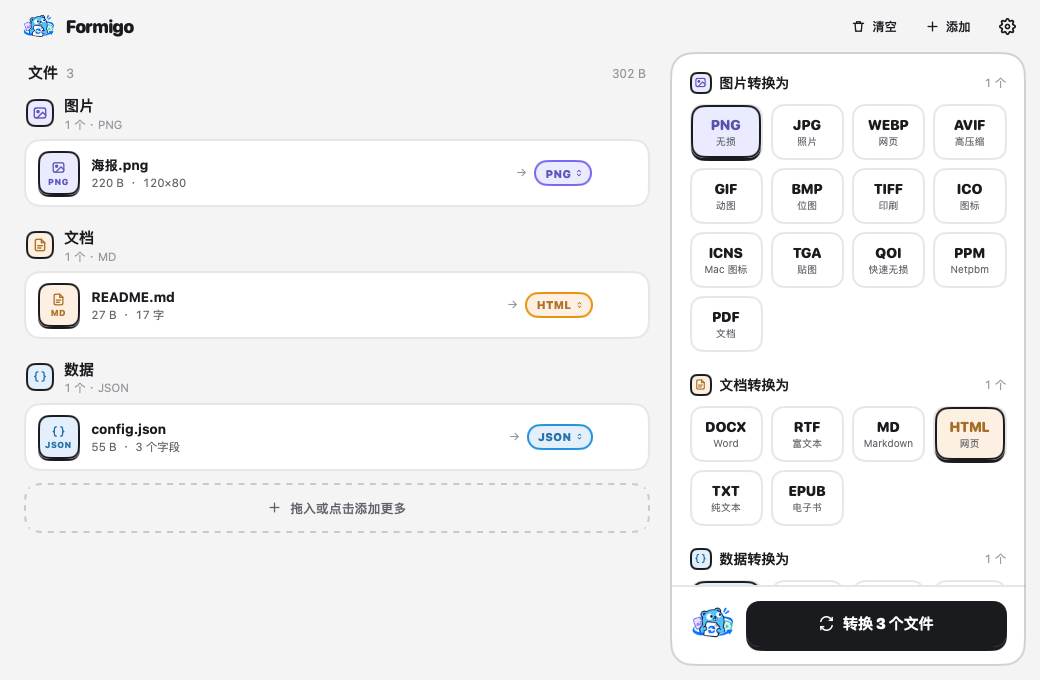 Formigo
清空
添加
文件 3
302 B
图片
1 个 · PNG
PNG
海报.png
220 B · 120×80
→ PNG
文档
1 个 · MD
MD
README.md
27 B · 17 字
→ HTML
数据
1 个 · JSON
{ }
JSON
config.json
55 B · 3 个字段
→ JSON
+ 拖入或点击添加更多
图片转换为
1 个
PNG
无损
JPG
照片
WEBP
网页
AVIF
高压缩
GIF
动图
BMP
位图
TIFF
印刷
ICO
图标
ICNS
Mac 图标
TGA
贴图
QOI
快速无损
PPM
Netpbm
PDF
文档
文档转换为
1 个
DOCX
Word
RTF
富文本
MD
Markdown
HTML
网页
TXT
纯文本
EPUB
电子书
数据转换为
1 个
转换 3 个文件